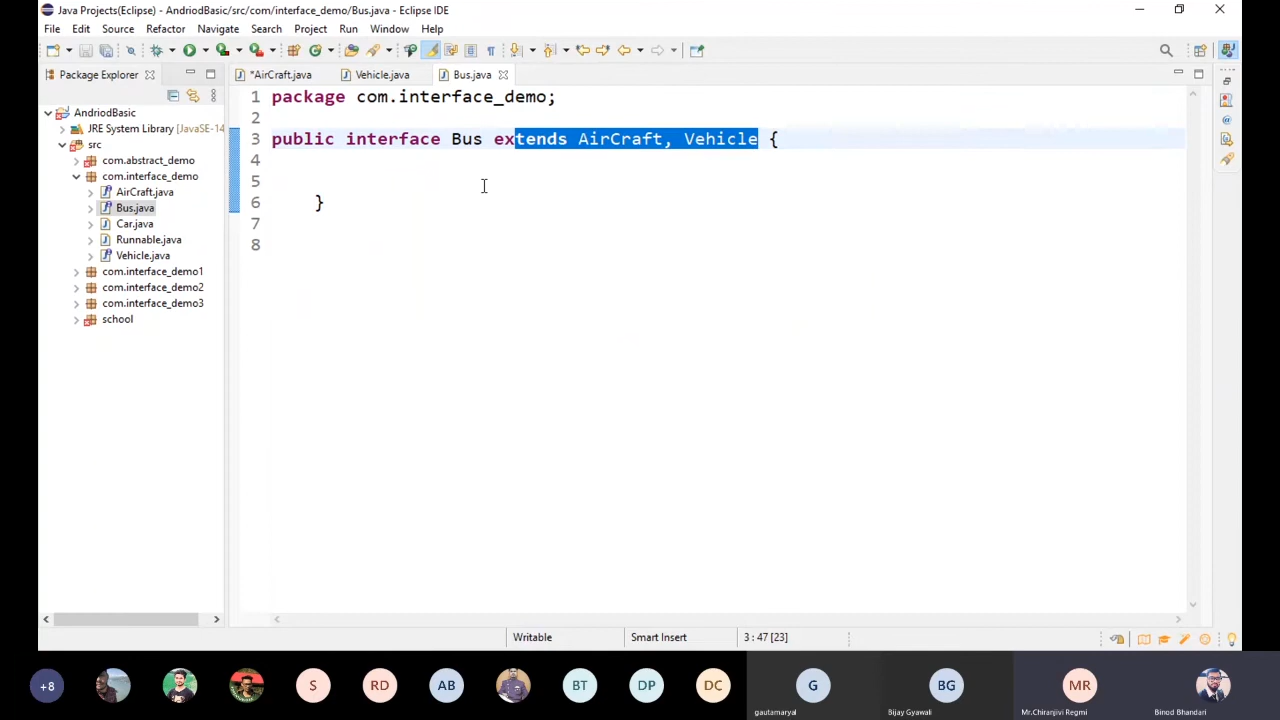 Java Projects(Eclipse) - AndriodBasic/src/com/interface_demo/Bus.java - Eclipse IDE
File Edit Source Refactor Navigate Search Project Run Window Help
Package Explorer
*AirCraft.java Vehicle.java Bus.java
AndriodBasic
JRE System Library [JavaSE-14
src
com.abstract_demo
com.interface_demo
AirCraft.java
Bus.java
Car.java
Runnable.java
Vehicle.java
com.interface_demo1
com.interface_demo2
com.interface_demo3
school
1 package com.interface_demo;
2
3 public interface Bus extends AirCraft, Vehicle {
4
5
6 }
7
8
Writable Smart Insert 3 : 47 [23]
+8 S RD AB BT DP DC G BG MR
gautamaryal Bijay Gyawali Mr.Chiranjivi Regmi Binod Bhandari